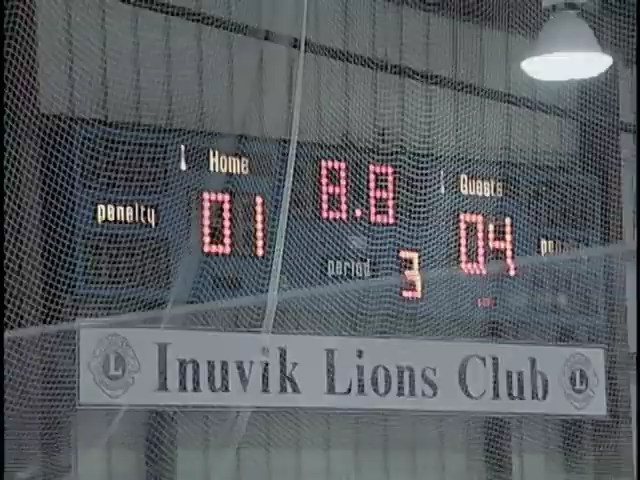 Home 8.8 Guests
penalty 01 04
period 3
Inuvik Lions Club
L L